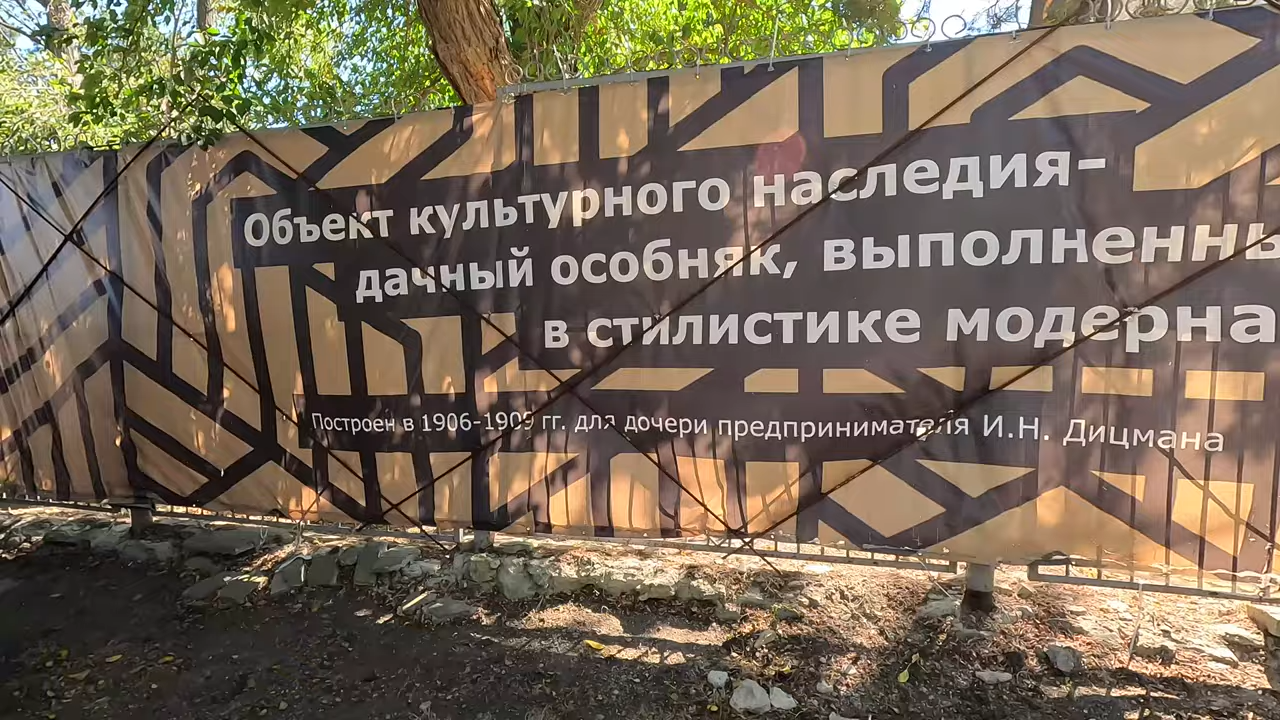 Объект культурного наследия–
дачный особняк, выполненны
в стилистике модерна
Построен в 1906-1909 гг. для дочери предпринимателя И.Н. Дицмана